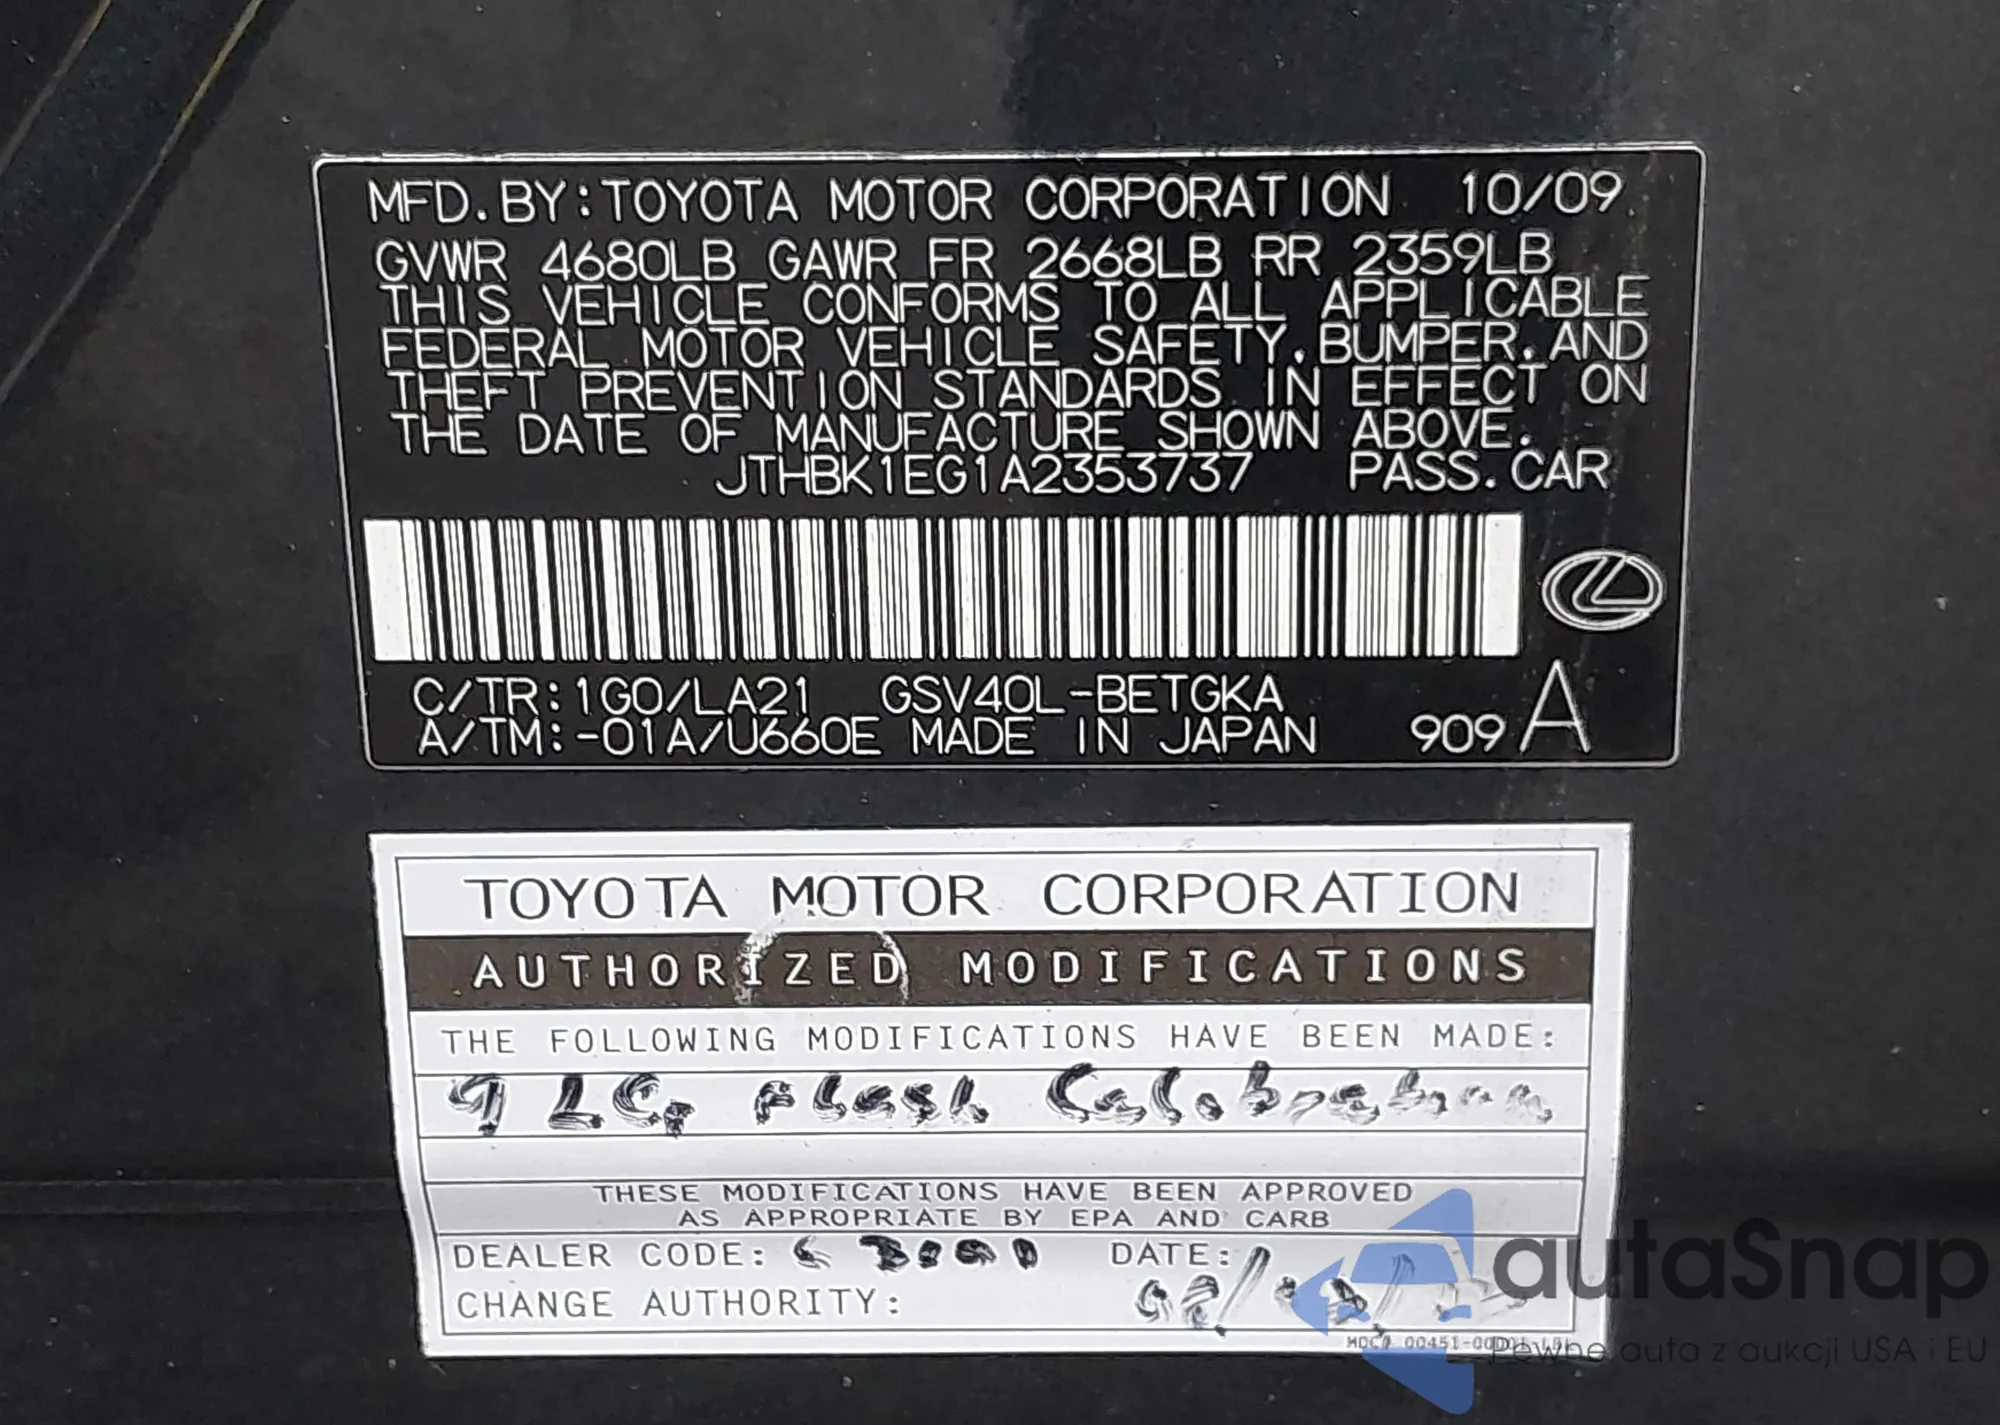 MFD. BY: TOYOTA MOTOR CORPORATION 10/09
GVWR 4680LB GAWR FR 2668LB RR 2359LB
THIS VEHICLE CONFORMS TO ALL APPLICABLE
FEDERAL MOTOR VEHICLE SAFETY, BUMPER, AND
THEFT PREVENTION STANDARDS IN EFFECT ON
THE DATE OF MANUFACTURE SHOWN ABOVE.
JTHBK1EG1A2353737 PASS. CAR
C/TR: 1G0/LA21 GSV40L-BETGKA
A/TM: -01A/U660E MADE IN JAPAN 909 A
TOYOTA MOTOR CORPORATION
AUTHORIZED MODIFICATIONS
THE FOLLOWING MODIFICATIONS HAVE BEEN MADE:
9LG Flash Calibration
THESE MODIFICATIONS HAVE BEEN APPROVED
AS APPROPRIATE BY EPA AND CARB
DEALER CODE: DATE:
CHANGE AUTHORITY:
autaSnap
Pewne auta z aukcji USA i EU